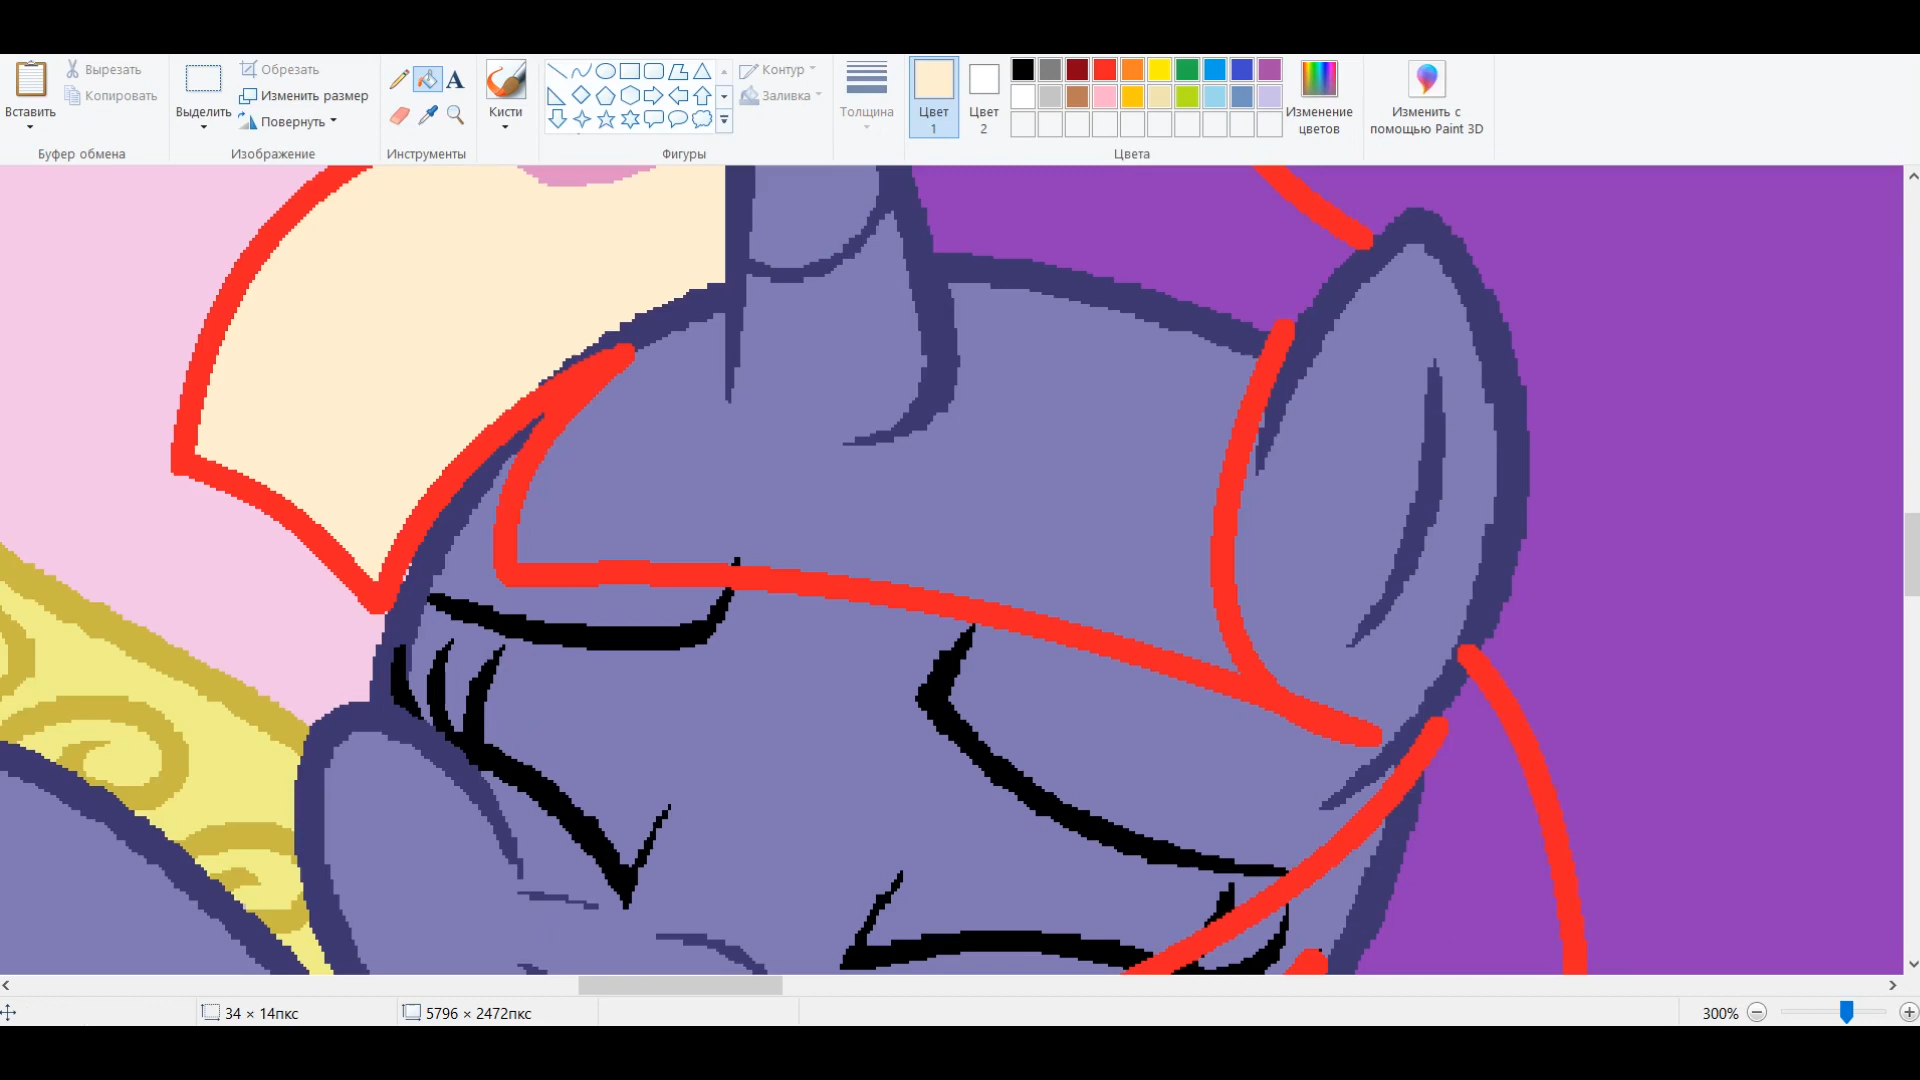 Вставить
Вырезать
Копировать
Буфер обмена
Выделить
Обрезать
Изменить размер
Повернуть
Изображение
A
Инструменты
Кисти
Контур
Заливка
Фигуры
Толщина
Цвет
1
Цвет
2
Изменение
цветов
Цвета
Изменить с
помощью Paint 3D
34 × 14пкс
5796 × 2472пкс
300%